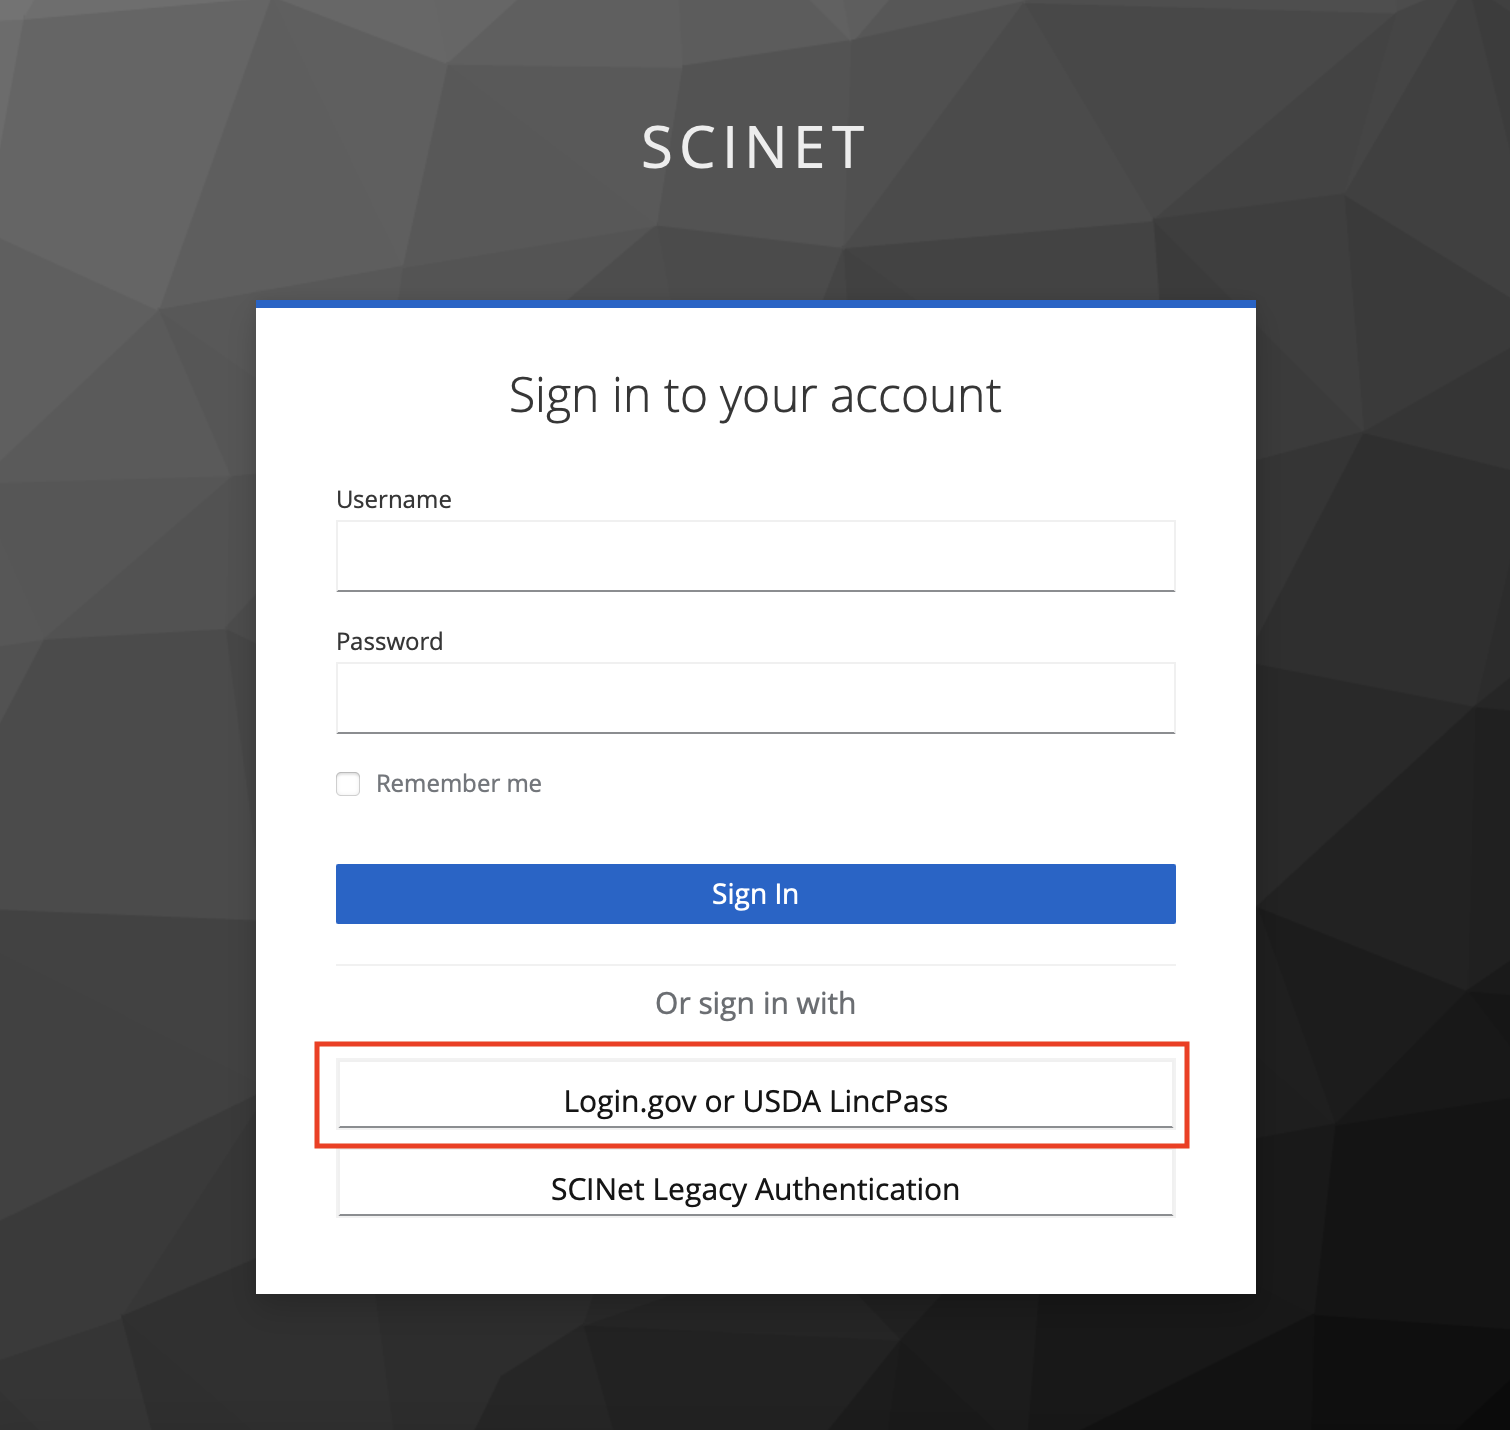 SCINET
Sign in to your account
Username
Password
Remember me
Sign In
Or sign in with
Login.gov or USDA LincPass
SCINet Legacy Authentication